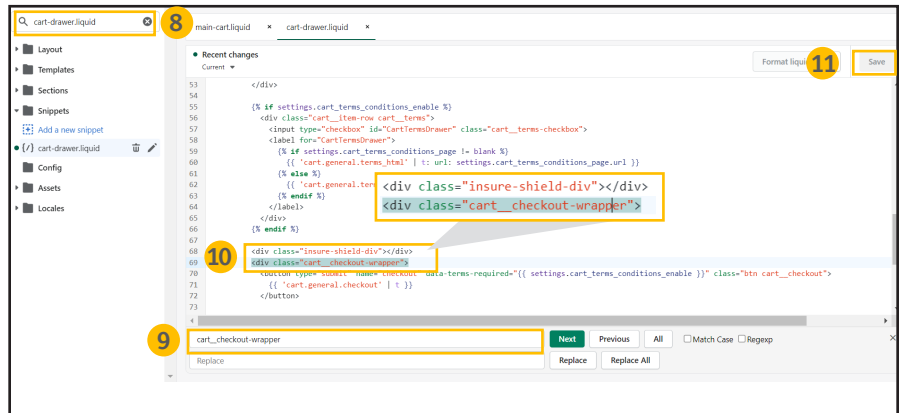 cart-drawer.liquid
8
main-cart.liquid × cart-drawer.liquid ×
Layout
Templates
Sections
Snippets
Add a new snippet
{/} cart-drawer.liquid
Config
Assets
Locales
Recent changes
Current
Format liqui
11
Save
53 </div>
54
55 {% if settings.cart_terms_conditions_enable %}
56 <div class="cart__item-row cart__terms">
57 <input type="checkbox" id="CartTermsDrawer" class="cart__terms-checkbox">
58 <label for="CartTermsDrawer">
59 {% if settings.cart_terms_conditions_page != blank %}
60 {{ 'cart.general.terms_html' | t: url: settings.cart_terms_conditions_page.url }}
61 {% else %}
62 {{ 'cart.general.ter
63 {% endif %}
64 </label>
65 </div>
66 {% endif %}
67
<div class="insure-shield-div"></div>
<div class="cart__checkout-wrapper">
10
68 <div class="insure-shield-div"></div>
69 <div class="cart__checkout-wrapper">
70 <button type="submit" name="checkout" data-terms-required="{{ settings.cart_terms_conditions_enable }}" class="btn cart__checkout">
71 {{ 'cart.general.checkout' | t }}
72 </button>
73
9
cart__checkout-wrapper
Next Previous All Match Case Regexp ×
Replace
Replace Replace All